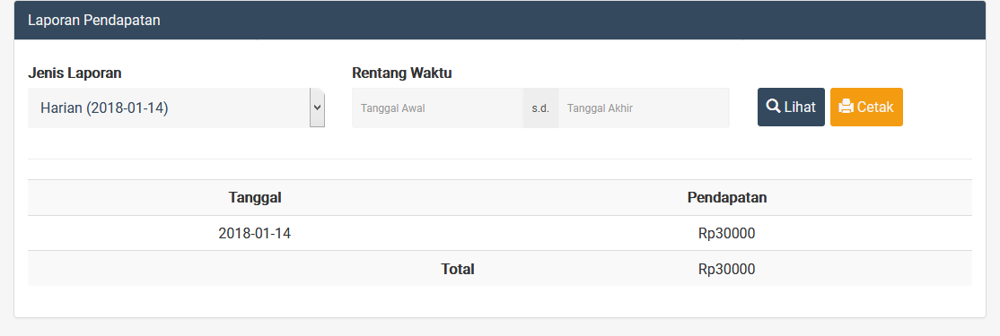 Laporan Pendapatan
Jenis Laporan
Rentang Waktu
Harian (2018-01-14)
Tanggal Awal
s.d.
Tanggal Akhir
Lihat
Cetak
Tanggal
Pendapatan
2018-01-14
Rp30000
Total
Rp30000